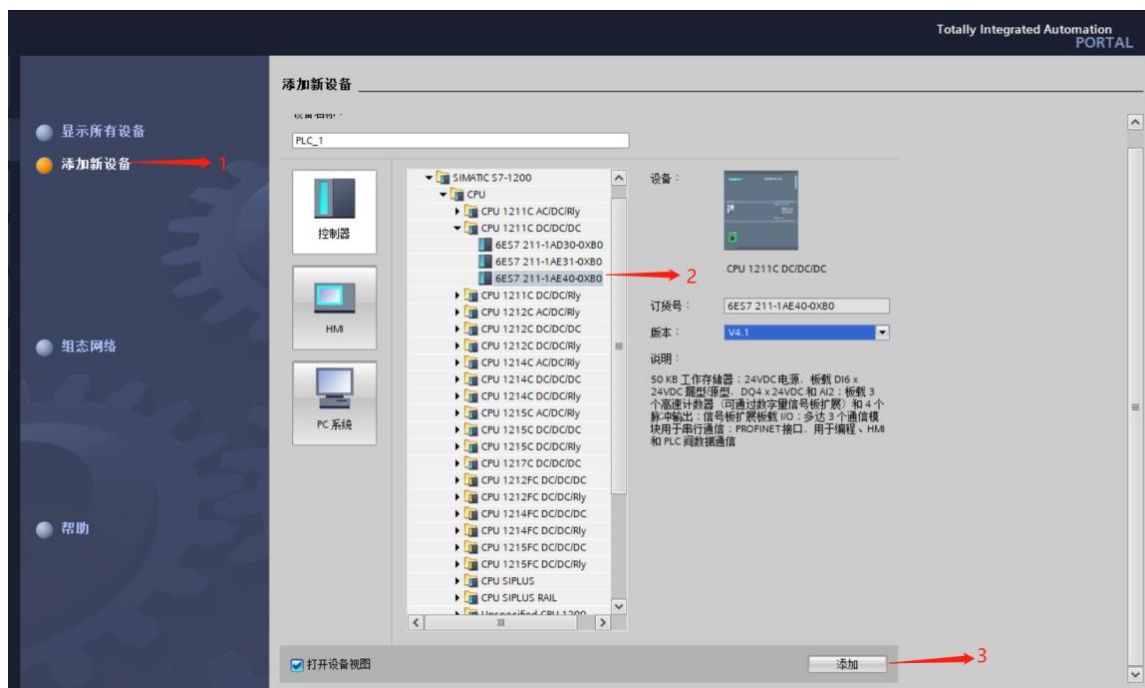 Totally Integrated Automation
PORTAL
添加新设备
显示所有设备
添加新设备
1
组态网络
帮助
设备名称：
PLC_1
控制器
HMI
PC 系统
SIMATIC S7-1200
CPU
CPU 1211C AC/DC/Rly
CPU 1211C DC/DC/DC
6ES7 211-1AD30-0XB0
6ES7 211-1AE31-0XB0
6ES7 211-1AE40-0XB0
2
CPU 1211C DC/DC/Rly
CPU 1212C AC/DC/Rly
CPU 1212C DC/DC/DC
CPU 1212C DC/DC/Rly
CPU 1214C AC/DC/Rly
CPU 1214C DC/DC/DC
CPU 1214C DC/DC/Rly
CPU 1215C AC/DC/Rly
CPU 1215C DC/DC/DC
CPU 1215C DC/DC/Rly
CPU 1217C DC/DC/DC
CPU 1212FC DC/DC/DC
CPU 1212FC DC/DC/Rly
CPU 1214FC DC/DC/DC
CPU 1214FC DC/DC/Rly
CPU 1215FC DC/DC/DC
CPU 1215FC DC/DC/Rly
CPU SIPLUS
CPU SIPLUS RAIL
Unspecified CPU 1200
设备：
CPU 1211C DC/DC/DC
订货号：
6ES7 211-1AE40-0XB0
版本：
V4.1
说明：
50 KB 工作存储器；24VDC 电源，板载 DI6 x
24VDC 漏型/源型，DQ4 x 24VDC 和 AI2；板载 3
个高速计数器（可通过数字量信号板扩展）和 4 个
脉冲输出；信号板扩展板载 I/O；多达 3 个通信模
块用于串行通信；PROFINET 接口，用于编程、HMI
和 PLC 间数据通信
打开设备视图
添加
3